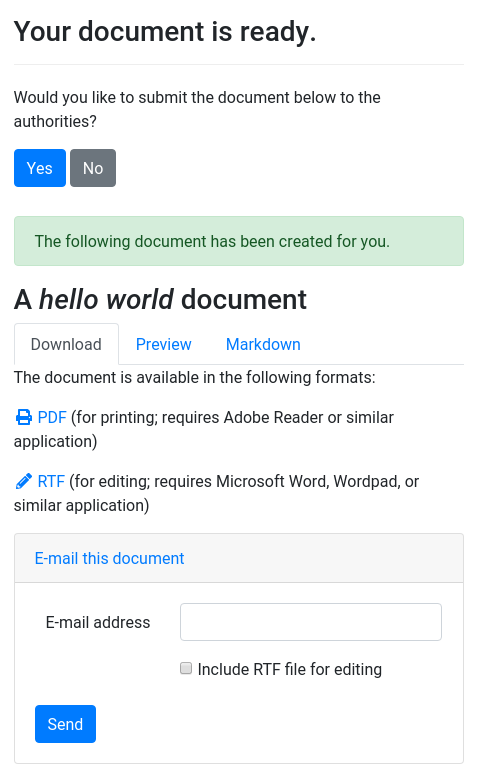 Your document is ready.
Would you like to submit the document below to the
authorities?
Yes No
The following document has been created for you.
A hello world document
Download Preview Markdown
The document is available in the following formats:
PDF (for printing; requires Adobe Reader or similar
application)
RTF (for editing; requires Microsoft Word, Wordpad, or
similar application)
E-mail this document
E-mail address
Include RTF file for editing
Send